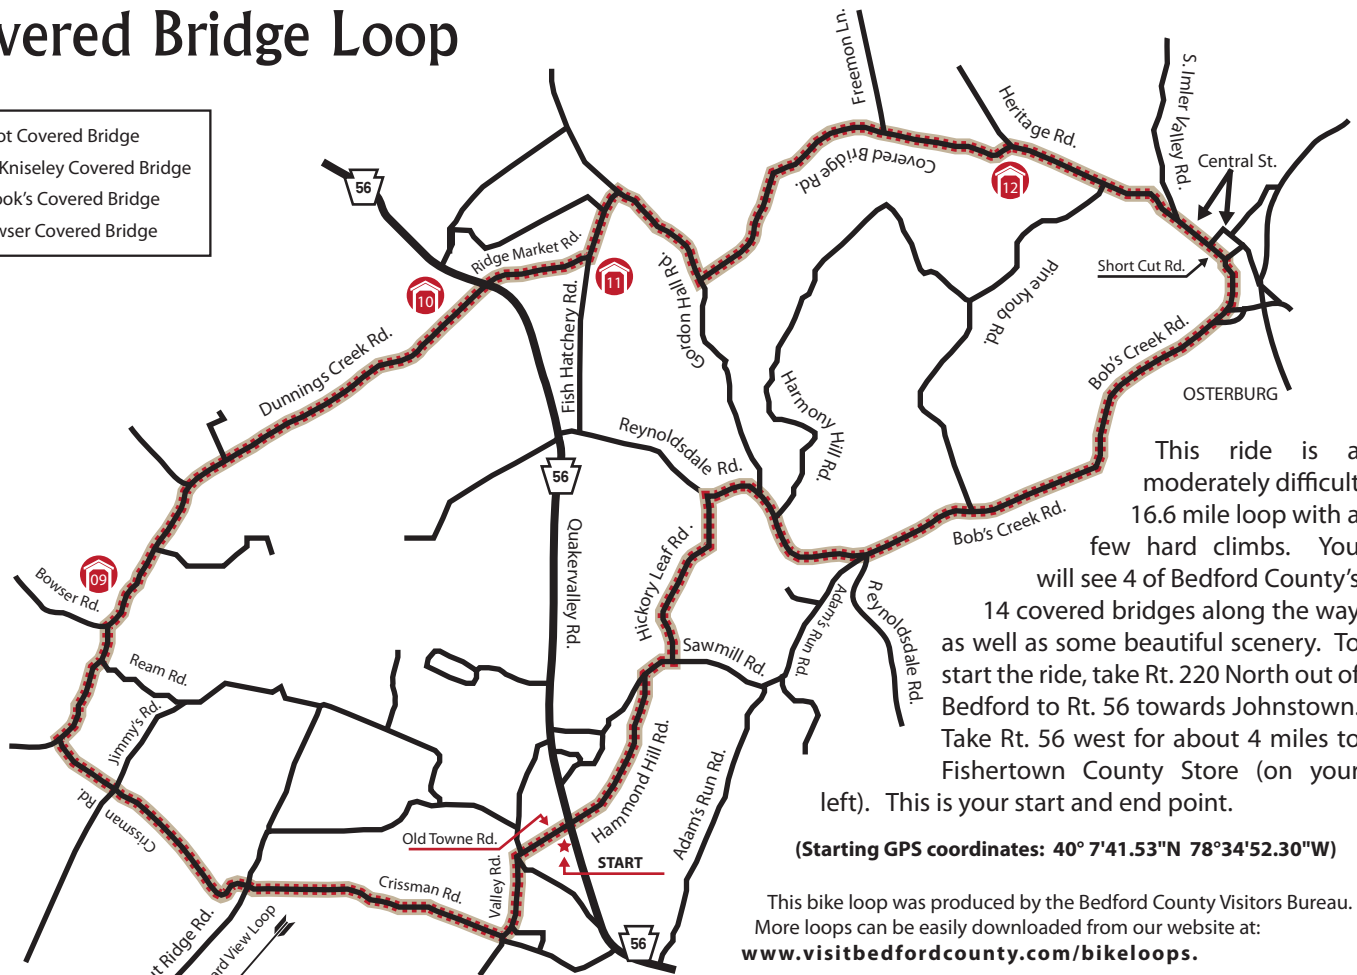 vered Bridge Loop
ot Covered Bridge
Kniseley Covered Bridge
ook's Covered Bridge
wser Covered Bridge
56
Freemon Ln.
Heritage Rd.
S. Imler Valley Rd.
Central St.
Covered Bridge Rd.
12
Ridge Market Rd.
11
10
Gordon Hall Rd.
Pine Knob Rd.
Short Cut Rd.
Fish Hatchery Rd.
Dunnings Creek Rd.
Bob's Creek Rd.
OSTERBURG
Harmony Hill Rd.
Reynoldsdale Rd.
56
Quakervalley Rd.
Hickory Leaf Rd.
Bob's Creek Rd.
09
Bowser Rd.
Adam's Run Rd.
Reynoldsdale Rd.
Sawmill Rd.
Ream Rd.
Jimmy's Rd.
Hammond Hill Rd.
Adam's Run Rd.
Crissman Rd.
Old Towne Rd.
START
Valley Rd.
Crissman Rd.
56
ut Ridge Rd.
ard View Loop
This ride is a
moderately difficult
16.6 mile loop with a
few hard climbs. You
will see 4 of Bedford County's
14 covered bridges along the way
as well as some beautiful scenery. To
start the ride, take Rt. 220 North out of
Bedford to Rt. 56 towards Johnstown.
Take Rt. 56 west for about 4 miles to
Fishertown County Store (on your
left). This is your start and end point.
(Starting GPS coordinates: 40° 7'41.53"N 78°34'52.30"W)
This bike loop was produced by the Bedford County Visitors Bureau.
More loops can be easily downloaded from our website at:
www.visitbedfordcounty.com/bikeloops.